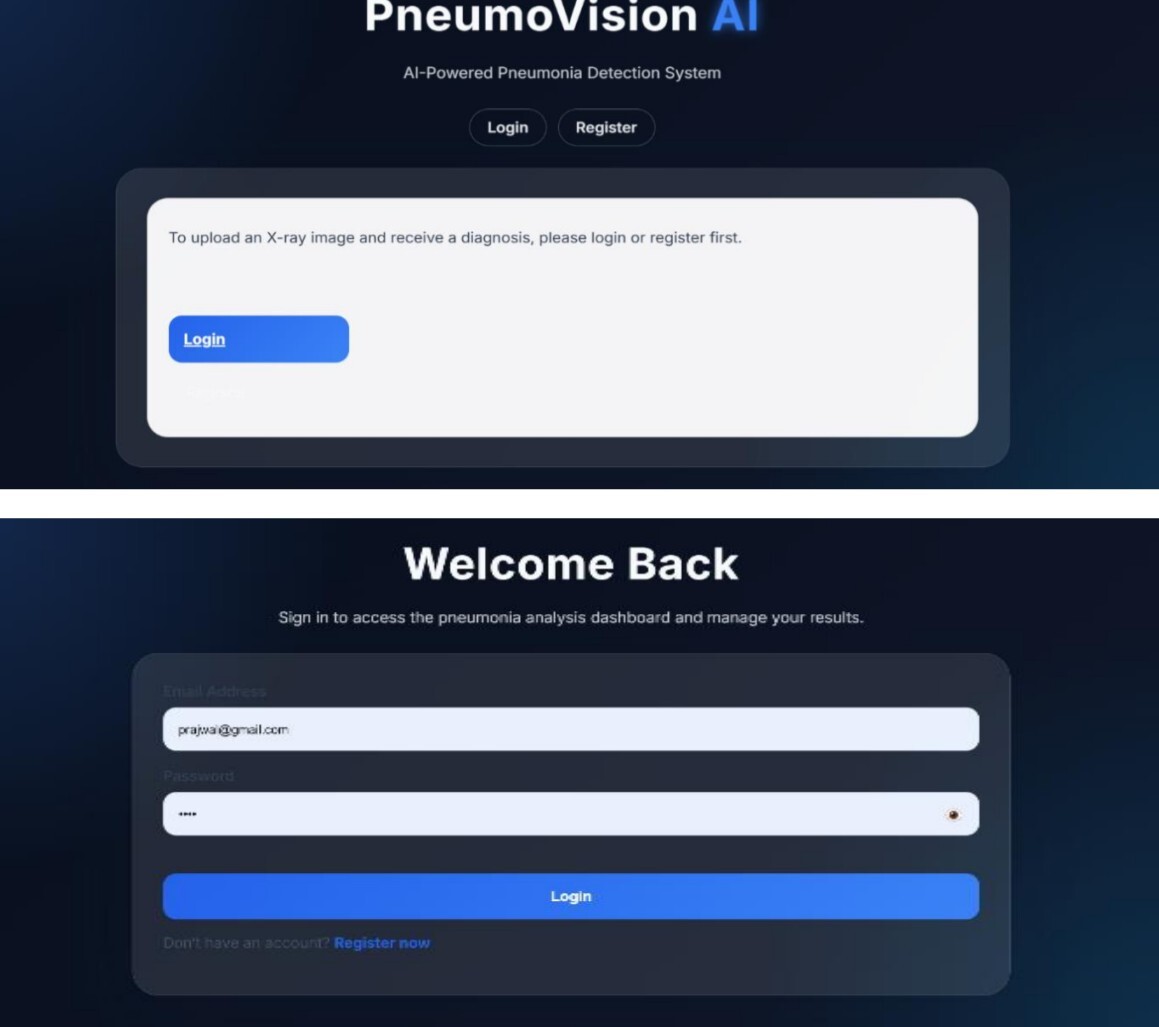 PneumoVision AI
AI-Powered Pneumonia Detection System
Login Register
To upload an X-ray image and receive a diagnosis, please login or register first.
Login
Welcome Back
Sign in to access the pneumonia analysis dashboard and manage your results.
Email Address
prajwal@gmail.com
Password
••••
Login
Don't have an account? Register now